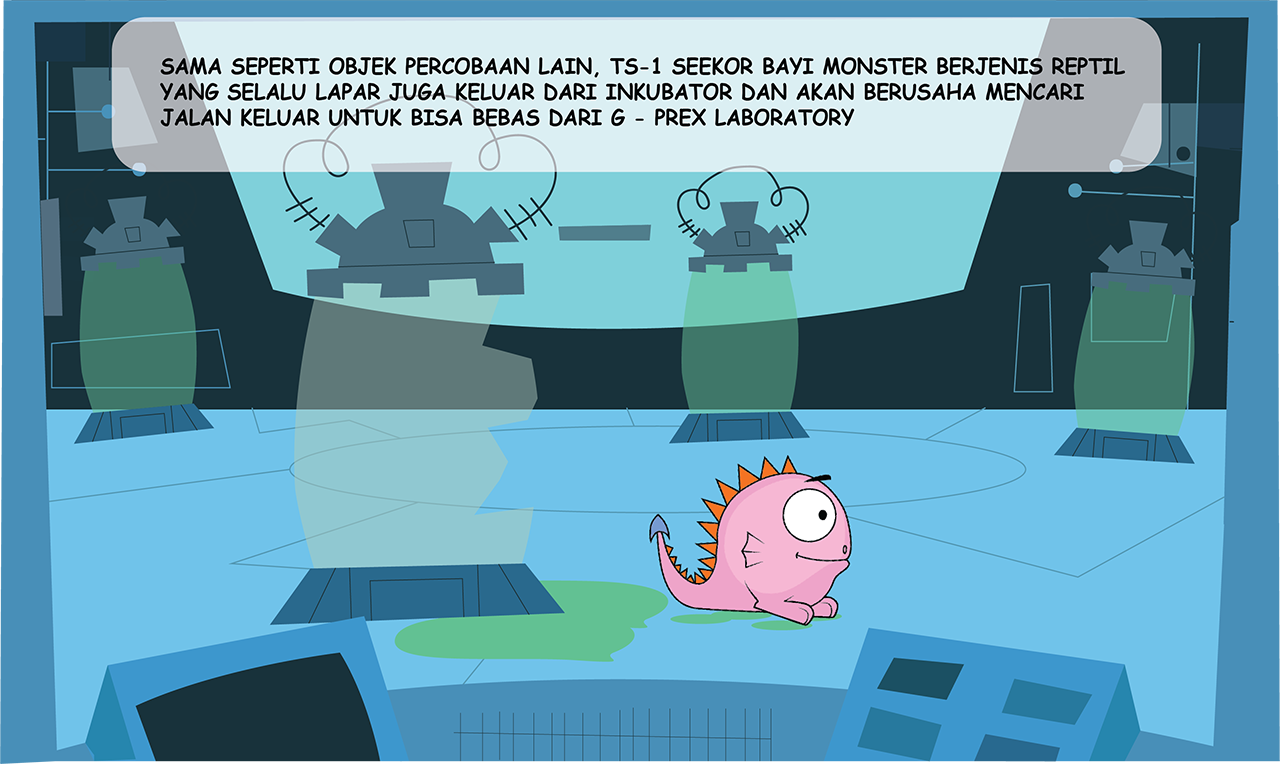 SAMA SEPERTI OBJEK PERCOBAAN LAIN, TS-1 SEEKOR BAYI MONSTER BERJENIS REPTIL
YANG SELALU LAPAR JUGA KELUAR DARI INKUBATOR DAN AKAN BERUSAHA MENCARI
JALAN KELUAR UNTUK BISA BEBAS DARI G - PREX LABORATORY